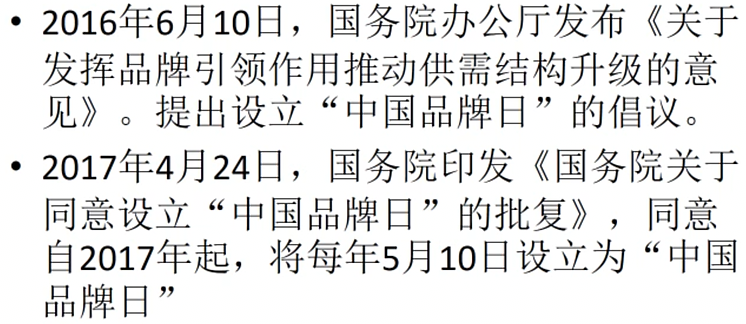 • 2016年6月10日，国务院办公厅发布《关于
发挥品牌引领作用推动供需结构升级的意
见》。提出设立“中国品牌日”的倡议。
• 2017年4月24日，国务院印发《国务院关于
同意设立“中国品牌日”的批复》，同意
自2017年起，将每年5月10日设立为“中国
品牌日”